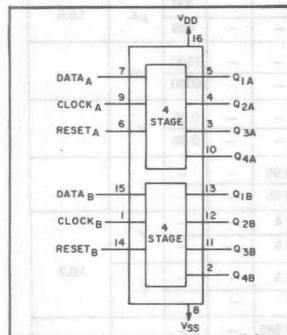 VDD
16
DATAA 7 5 Q1A
CLOCKA 9 4 Q2A
4 STAGE
RESETA 6 3 Q3A
10 Q4A
DATAB 15 13 Q1B
CLOCKB 1 12 Q2B
4 STAGE
RESETB 14 11 Q3B
2 Q4B
8
VSS